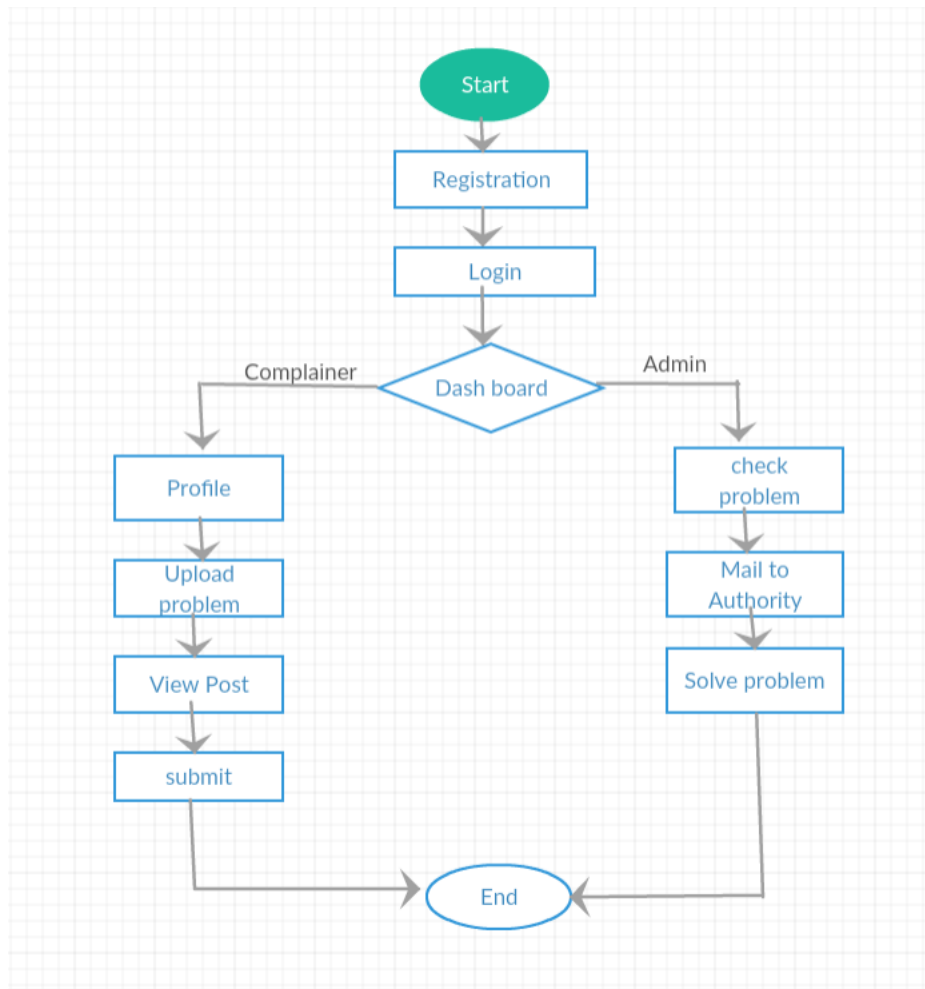 Start
Registration
Login
Dash board
Complainer
Admin
Profile
Upload
problem
View Post
submit
check
problem
Mail to
Authority
Solve problem
End